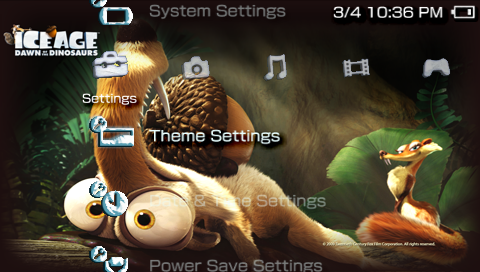 System Settings
3/4 10:36 PM
ICE AGE
DAWN OF THE DINOSAURS
Settings
Theme Settings
Date & Time Settings
© 2009 Twentieth Century Fox Film Corporation. All rights reserved.
Power Save Settings